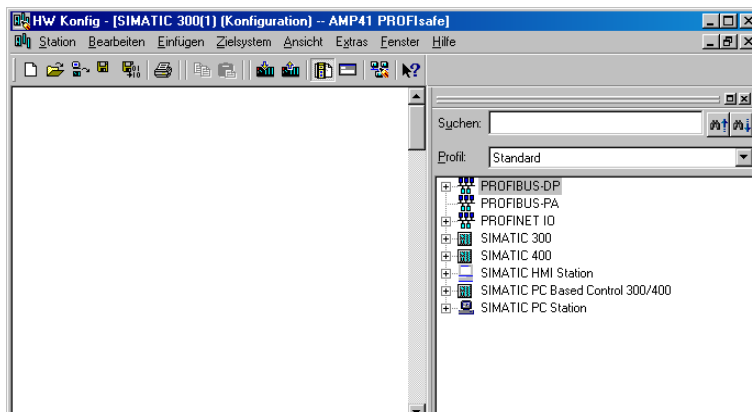 HW Konfig - [SIMATIC 300(1) (Konfiguration) -- AMP41 PROFIsafe]
Station Bearbeiten Einfügen Zielsystem Ansicht Extras Fenster Hilfe
Suchen:
Profil: Standard
PROFIBUS-DP
PROFIBUS-PA
PROFINET IO
SIMATIC 300
SIMATIC 400
SIMATIC HMI Station
SIMATIC PC Based Control 300/400
SIMATIC PC Station